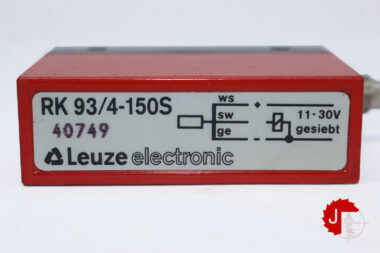 RK 93/4-150S
40749
ws +
sw
ge -
11-30V
gesiebt
Leuze electronic
J